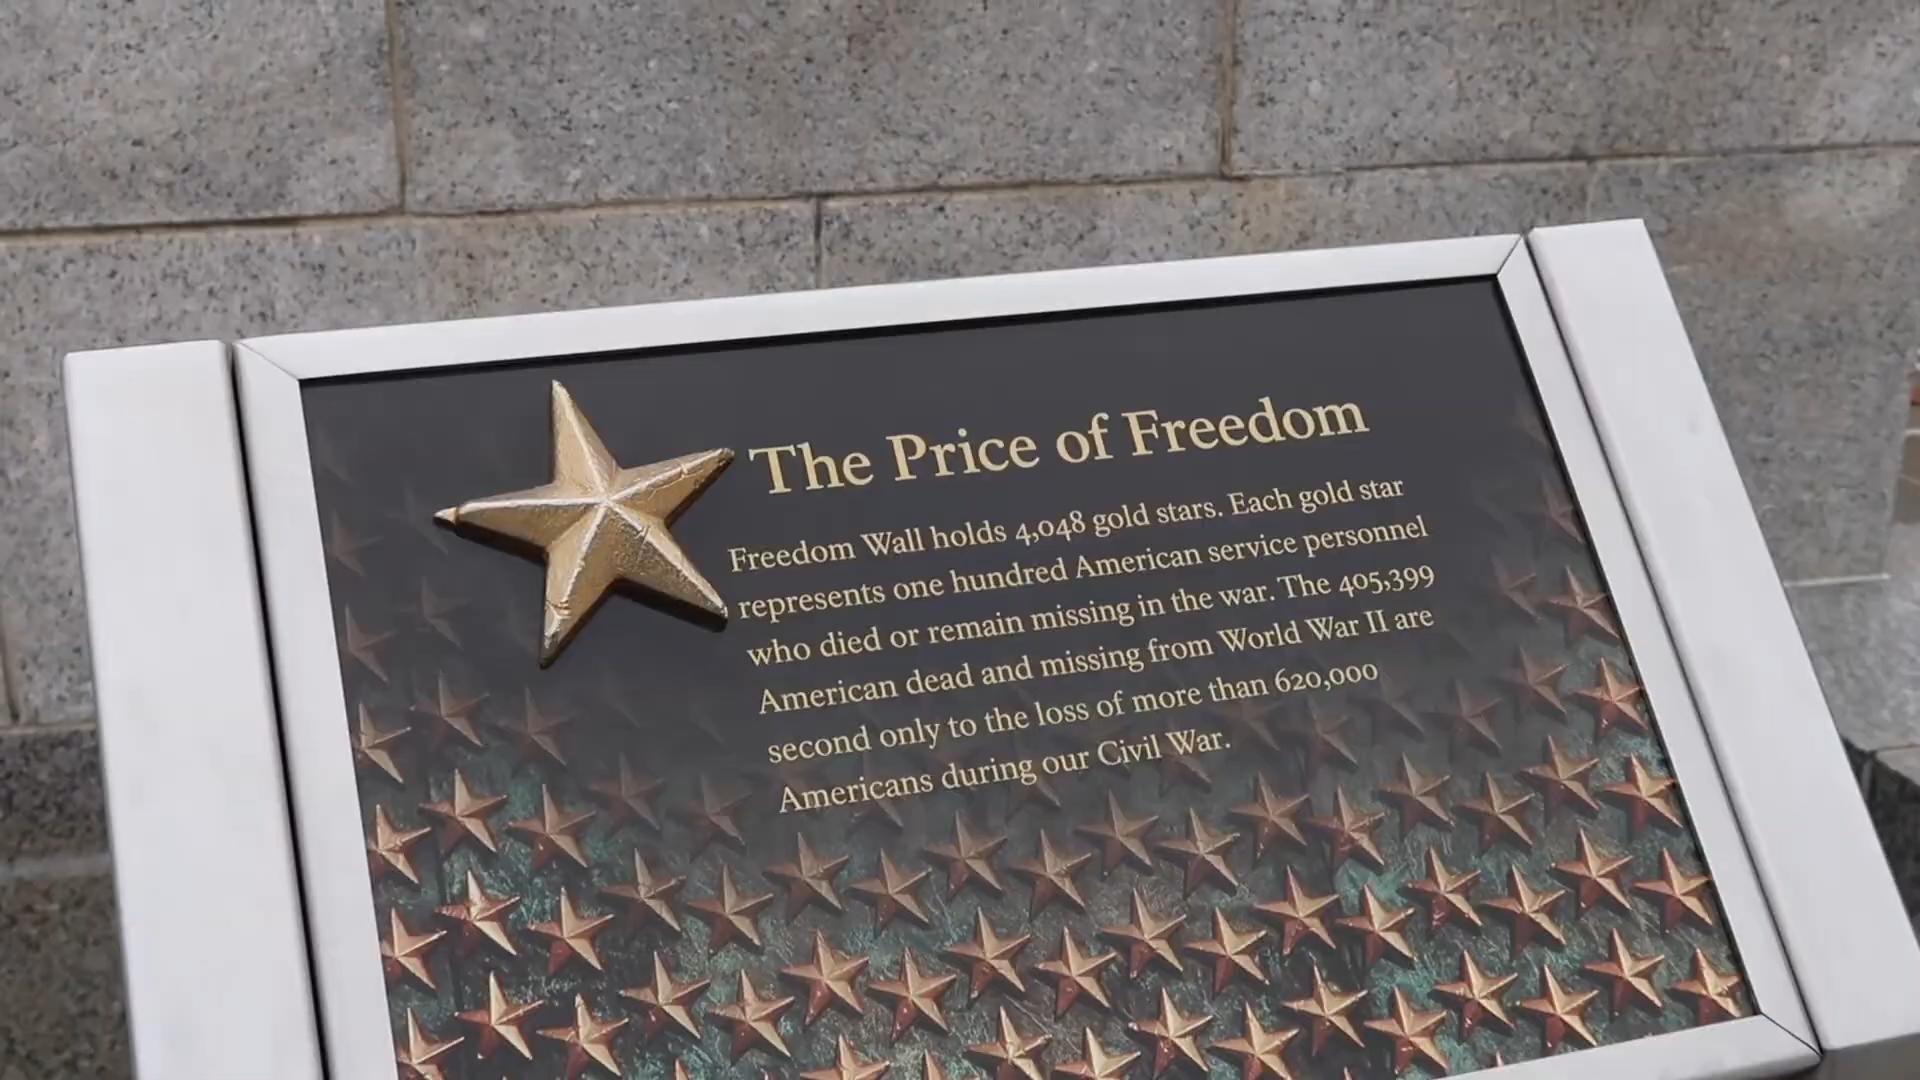 The Price of Freedom
Freedom Wall holds 4,048 gold stars. Each gold star
represents one hundred American service personnel
who died or remain missing in the war. The 405,399
American dead and missing from World War II are
second only to the loss of more than 620,000
Americans during our Civil War.